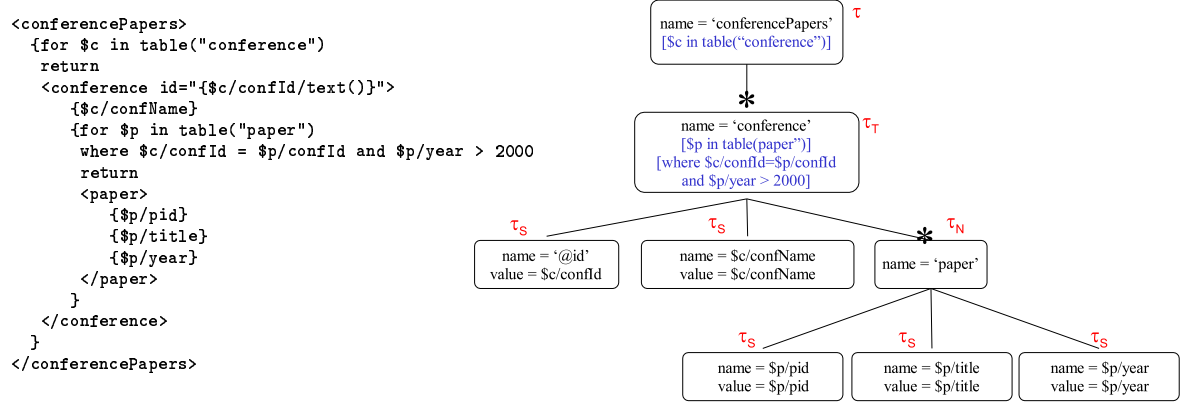 <conferencePapers>
{for $c in table("conference")
return
<conference id="{$c/confId/text()}">
{$c/confName}
{for $p in table("paper")
where $c/confId = $p/confId and $p/year > 2000
return
<paper>
{$p/pid}
{$p/title}
{$p/year}
</paper>
}
</conference>
}
</conferencePapers>
τ
name = ‘conferencePapers’
[$c in table(“conference”)]
*
τT
name = ‘conference’
[$p in table(paper”)]
[where $c/confId=$p/confId
and $p/year > 2000]
τS
name = ‘@id’
value = $c/confId
τS
name = $c/confName
value = $c/confName
*
τN
name = ‘paper’
τS
name = $p/pid
value = $p/pid
τS
name = $p/title
value = $p/title
τS
name = $p/year
value = $p/year